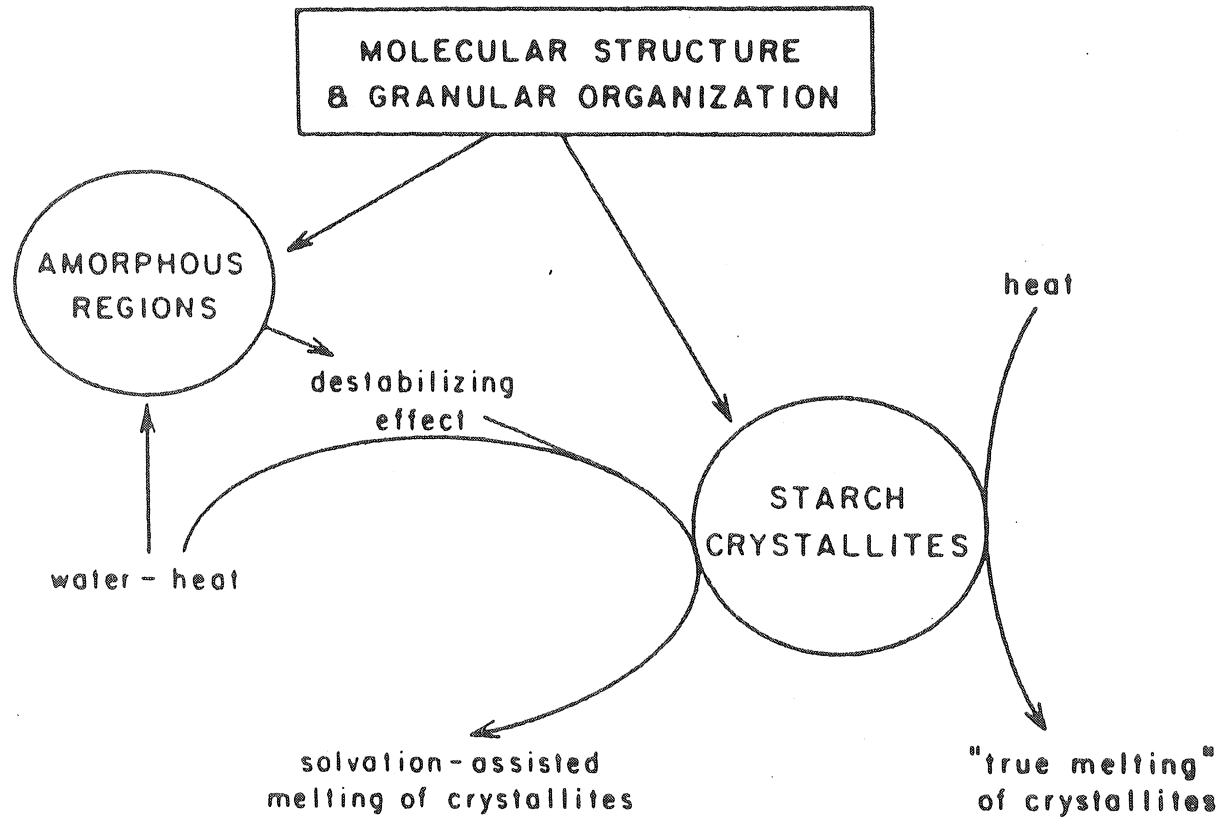 MOLECULAR STRUCTURE
& GRANULAR ORGANIZATION
AMORPHOUS
REGIONS
heat
destabilizing
effect
STARCH
CRYSTALLITES
water - heat
solvation-assisted
melting of crystallites
"true melting"
of crystallites